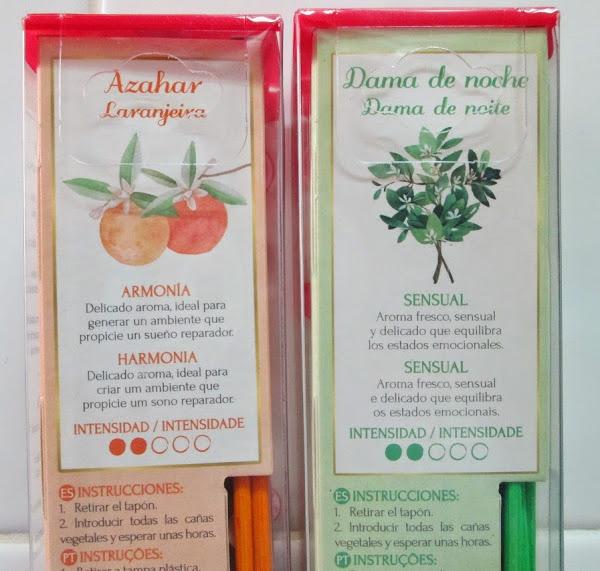 Azahar
Laranjeira
ARMONÍA
Delicado aroma, ideal para
generar un ambiente que
propicie un sueño reparador.
HARMONIA
Delicado aroma, ideal para
criar um ambiente que
propicie um sono reparador.
INTENSIDAD / INTENSIDADE
ES INSTRUCCIONES:
1. Retirar el tapón.
2. Introducir todas las cañas
vegetales y esperar unas horas.
PT INSTRUÇÕES:
1. Retirar a tampa plástica.
Dama de noche
Dama de noite
SENSUAL
Aroma fresco, sensual
y delicado que equilibra
los estados emocionales.
SENSUAL
Aroma fresco, sensual
e delicado que equilibra
os estados emocionais.
INTENSIDAD / INTENSIDADE
ES INSTRUCCIONES:
1. Retirar el tapón.
2. Introducir todas las cañas
vegetales y esperar unas horas.
PT INSTRUÇÕES: